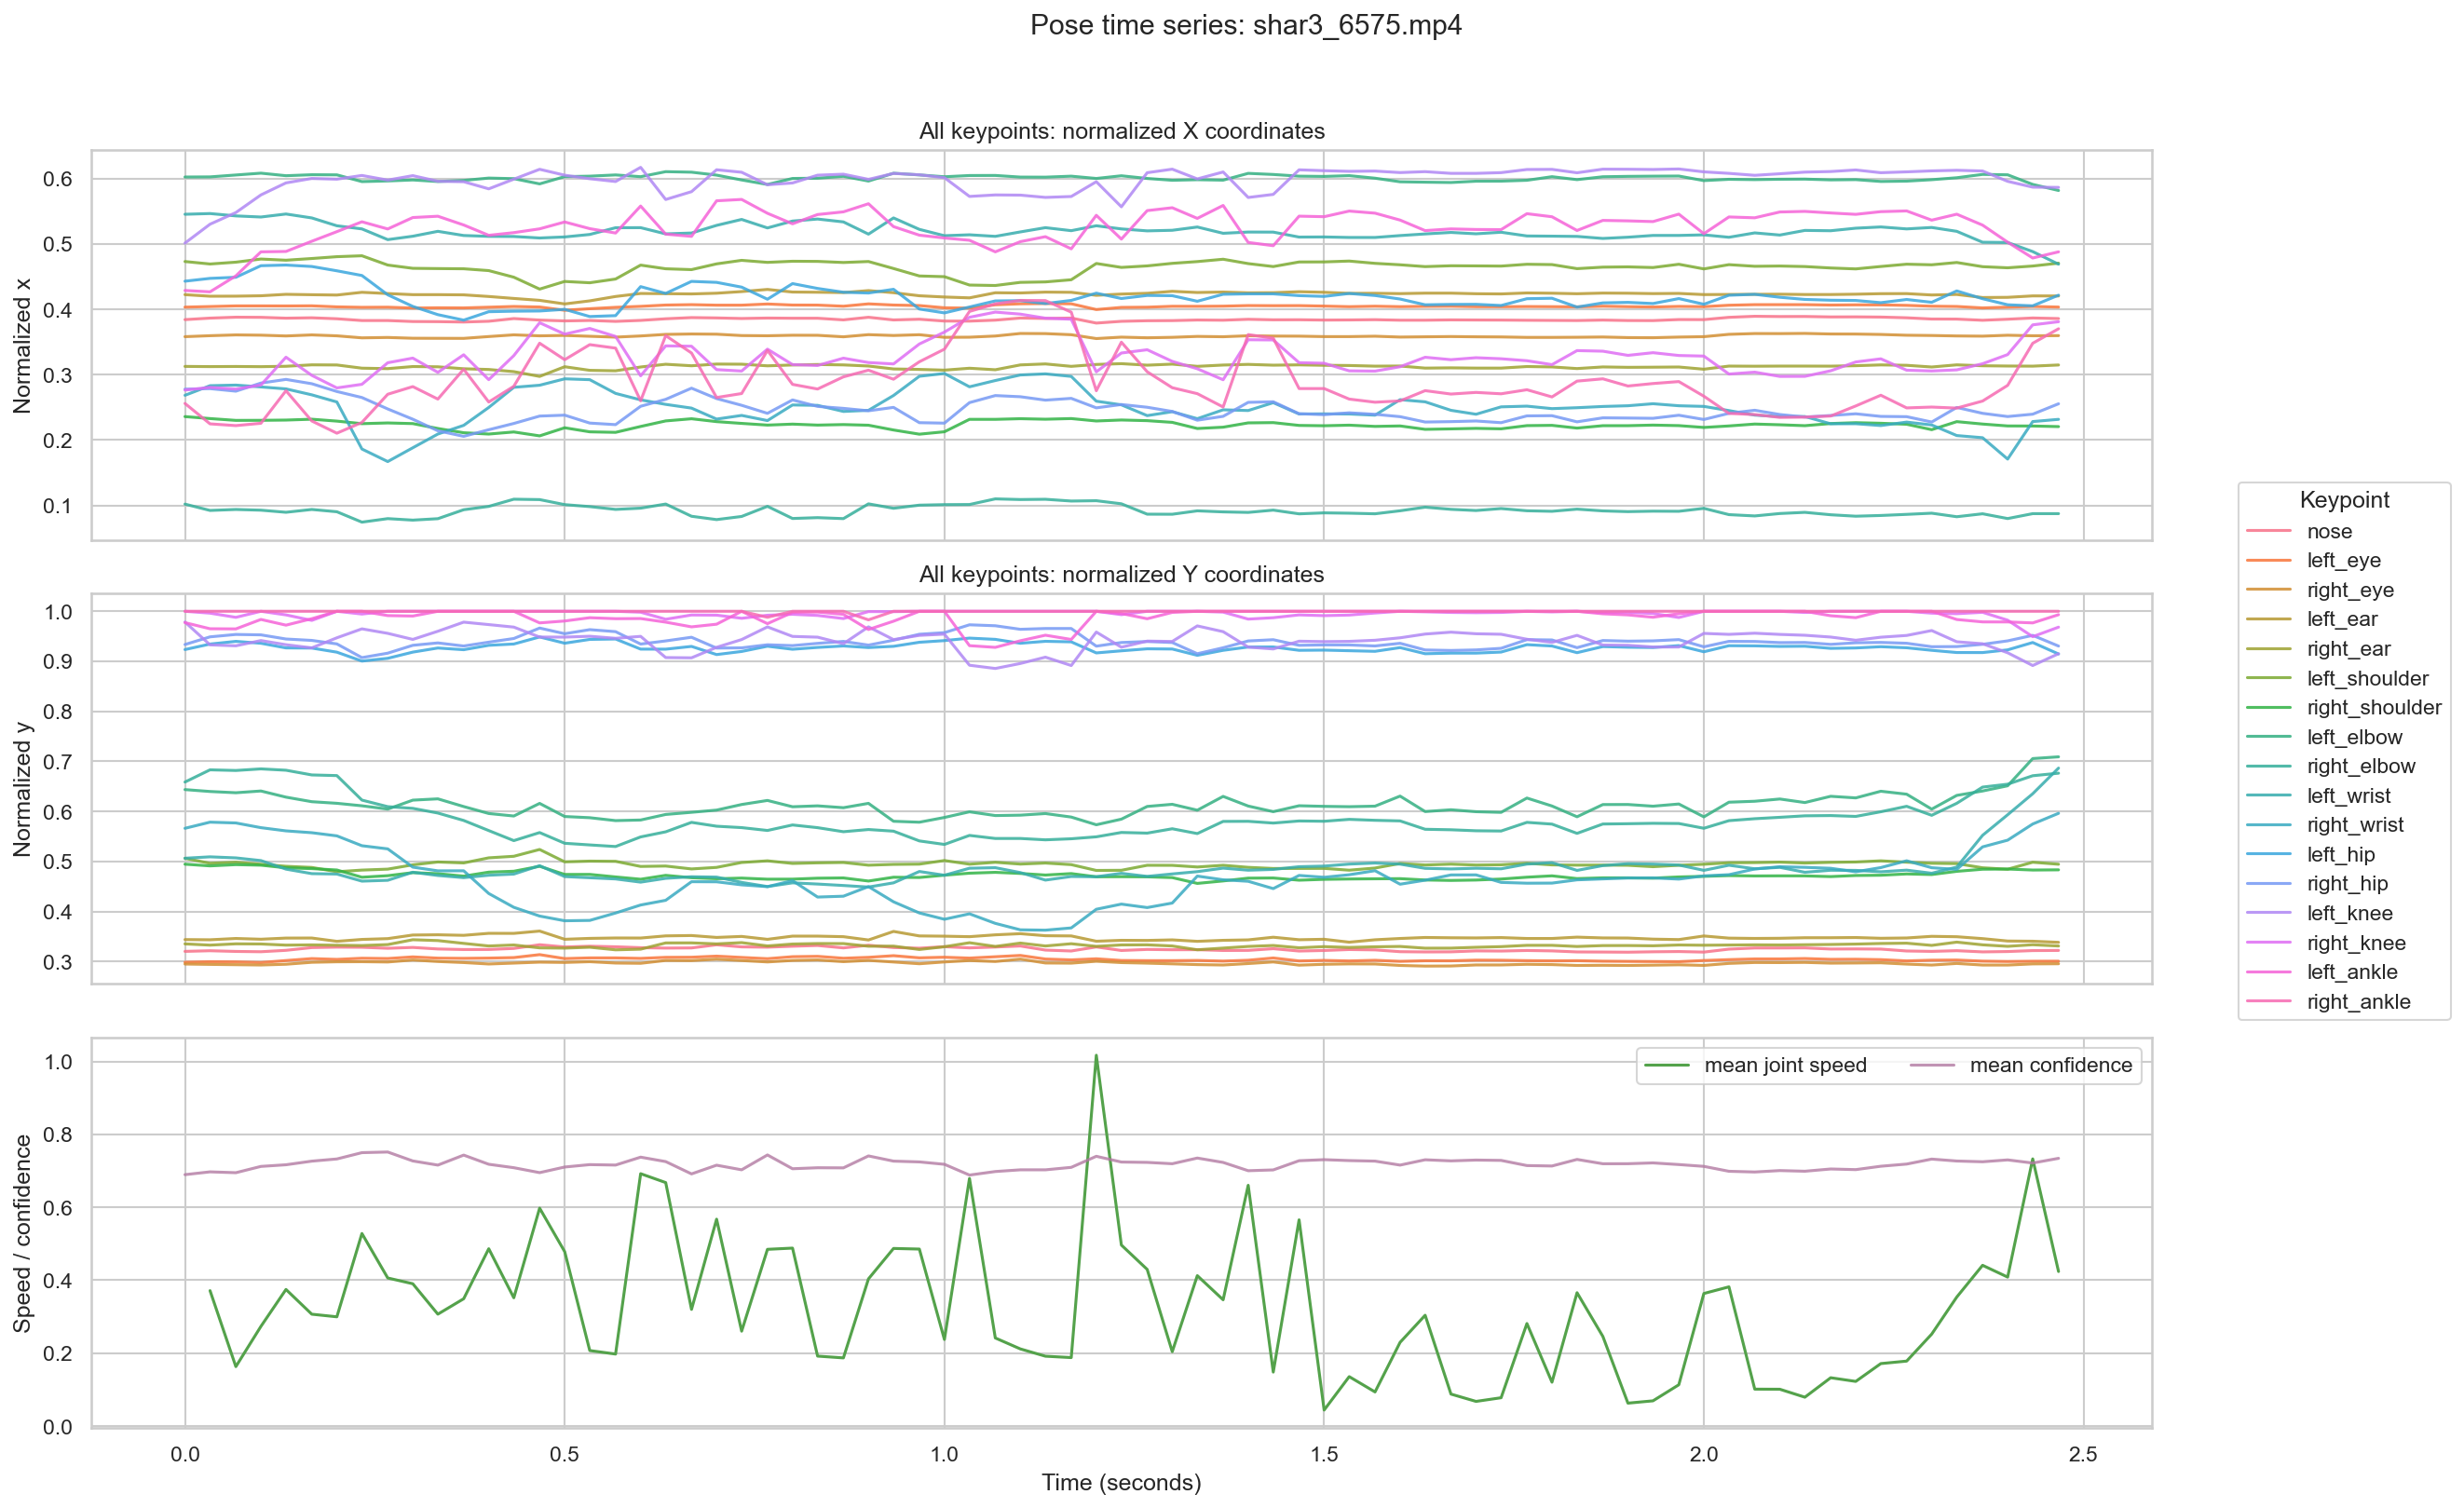 Pose time series: shar3_6575.mp4
All keypoints: normalized X coordinates
Normalized x
0.6
0.5
0.4
0.3
0.2
0.1
All keypoints: normalized Y coordinates
Normalized y
1.0
0.9
0.8
0.7
0.6
0.5
0.4
0.3
Keypoint
nose
left_eye
right_eye
left_ear
right_ear
left_shoulder
right_shoulder
left_elbow
right_elbow
left_wrist
right_wrist
left_hip
right_hip
left_knee
right_knee
left_ankle
right_ankle
mean joint speed
mean confidence
Speed / confidence
1.0
0.8
0.6
0.4
0.2
0.0
0.0 0.5 1.0 1.5 2.0 2.5
Time (seconds)